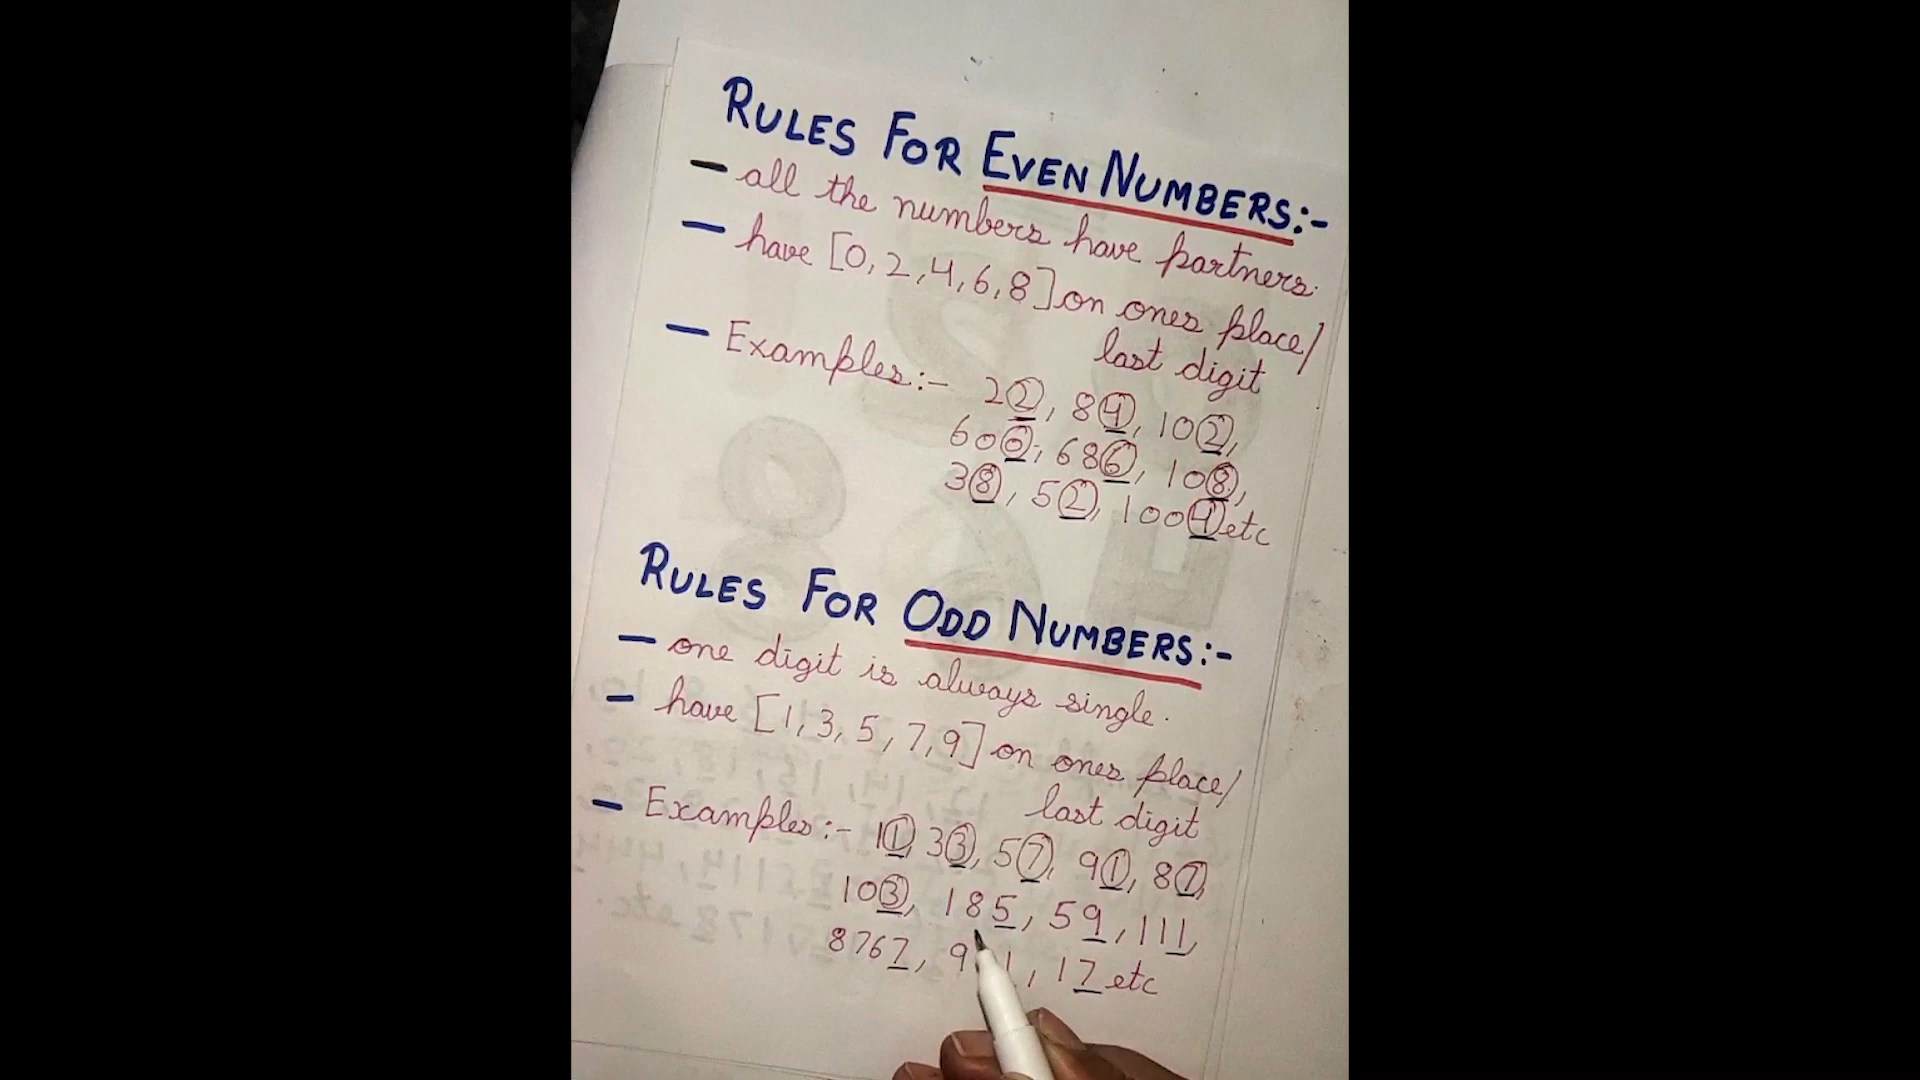 RULES FOR EVEN NUMBERS:-
- all the numbers have partners.
- have [0,2,4,6,8] on ones place/
last digit
- Examples:- 22, 84, 102,
600, 686, 108,
38, 52, 1004 etc
RULES FOR ODD NUMBERS:-
- one digit is always single.
- have [1,3,5,7,9] on ones place/
last digit
- Examples:- 11, 33, 57, 91, 87,
103, 185, 59, 111,
8767, 17 etc